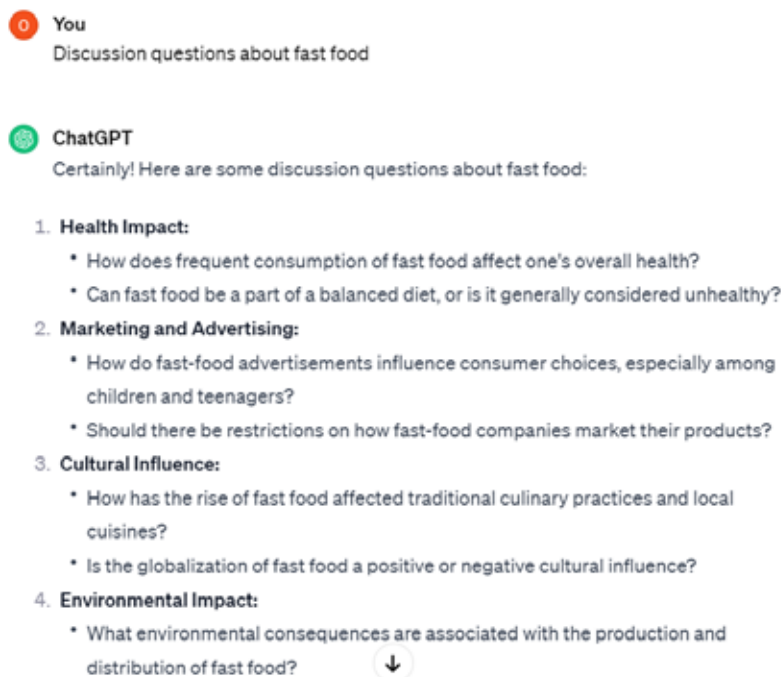 O You
Discussion questions about fast food
ChatGPT
Certainly! Here are some discussion questions about fast food:
1. Health Impact:
• How does frequent consumption of fast food affect one's overall health?
• Can fast food be a part of a balanced diet, or is it generally considered unhealthy?
2. Marketing and Advertising:
• How do fast-food advertisements influence consumer choices, especially among
children and teenagers?
• Should there be restrictions on how fast-food companies market their products?
3. Cultural Influence:
• How has the rise of fast food affected traditional culinary practices and local
cuisines?
• Is the globalization of fast food a positive or negative cultural influence?
4. Environmental Impact:
• What environmental consequences are associated with the production and
distribution of fast food?